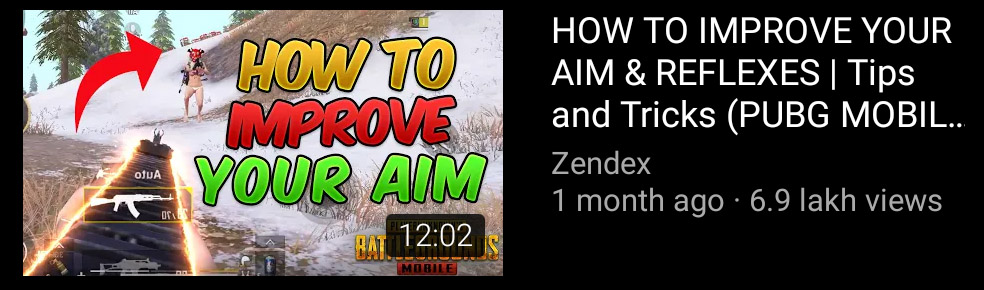 HOW TO
IMPROVE
YOUR AIM
Auto
12:02
BATTLEGROUNDS
MOBILE
HOW TO IMPROVE YOUR
AIM & REFLEXES | Tips
and Tricks (PUBG MOBIL...
Zendex
1 month ago · 6.9 lakh views